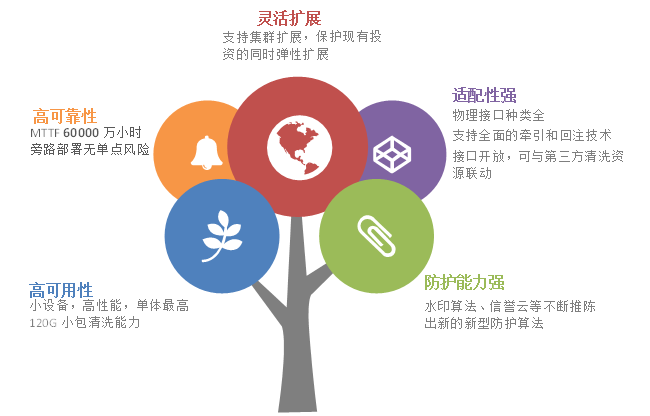 灵活扩展
支持集群扩展，保护现有投
资的同时弹性扩展
高可靠性
MTTF 60000 万小时
旁路部署无单点风险
适配性强
物理接口种类全
支持全面的牵引和回注技术
接口开放，可与第三方清洗资
源联动
高可用性
小设备，高性能，单体最高
120G 小包清洗能力
防护能力强
水印算法、信誉云等不断推陈
出新的新型防护算法